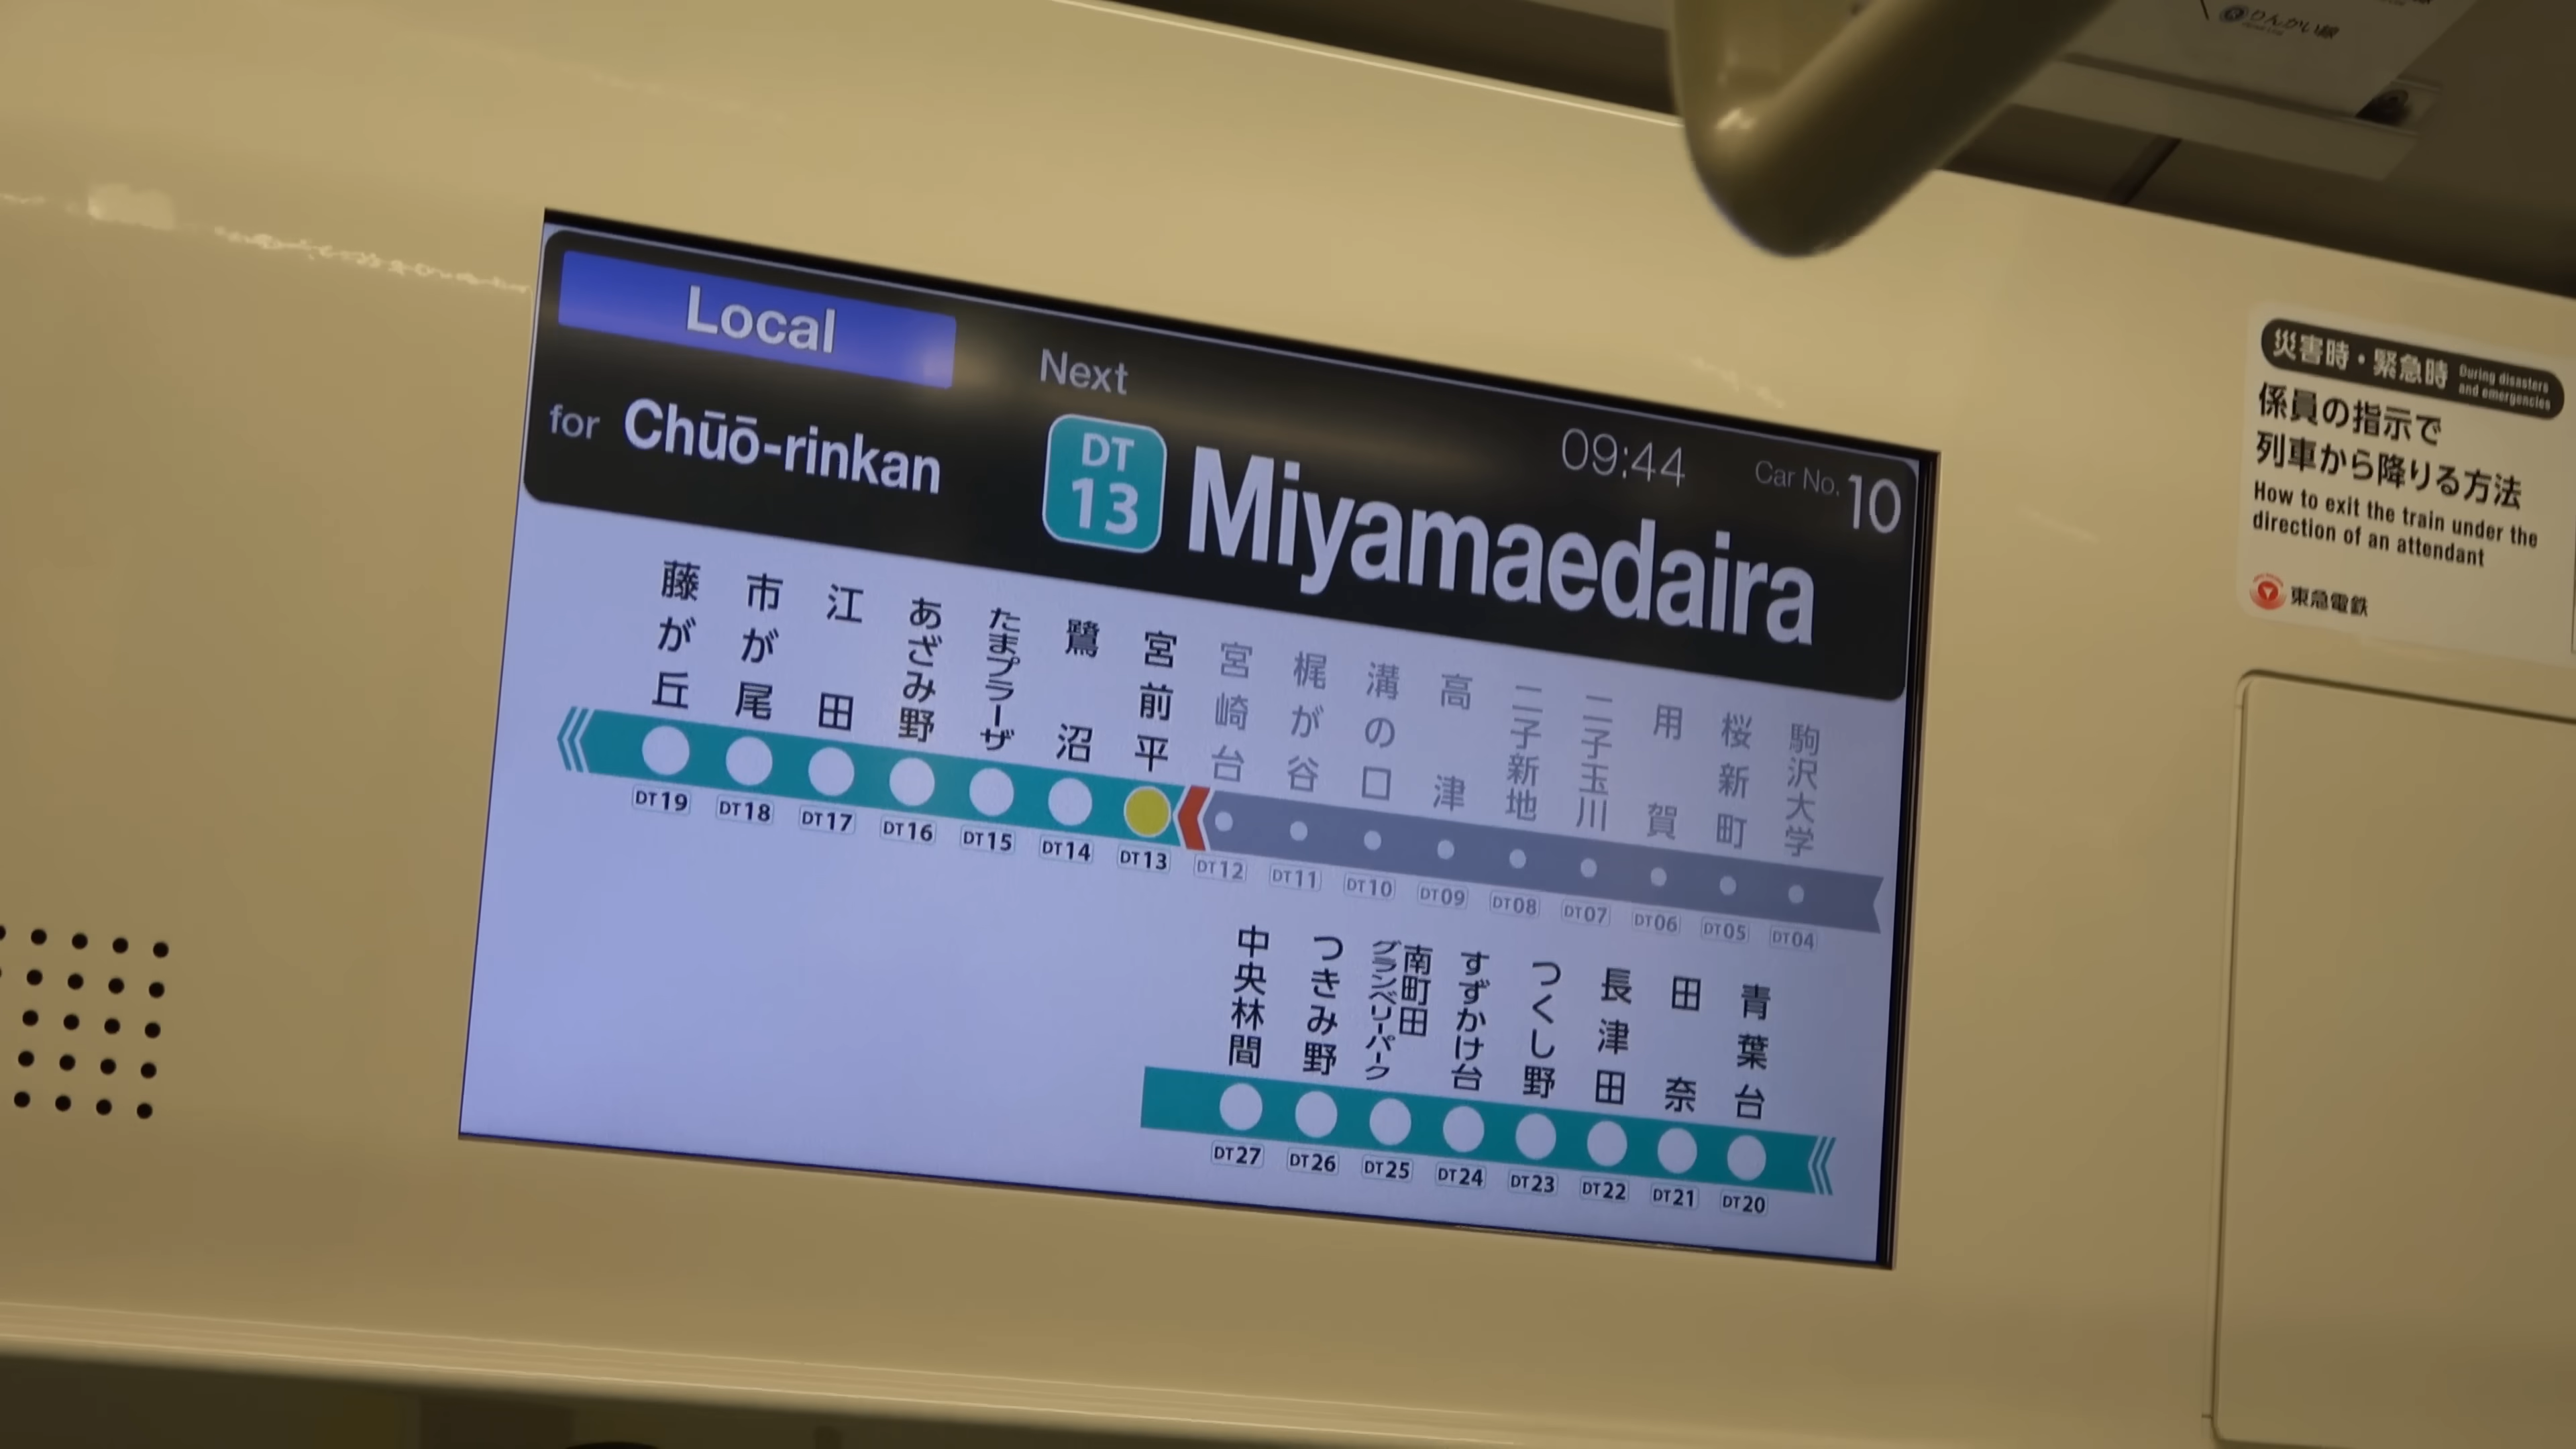 りんかい線
Local
Next
for Chūō-rinkan
DT
13
Miyamaedaira
09:44
Car No. 10
藤が丘
市が尾
江田
あざみ野
たまプラーザ
鷺沼
宮前平
宮崎台
梶が谷
溝の口
高津
二子新地
二子玉川
用賀
桜新町
駒沢大学
DT19 DT18 DT17 DT16 DT15 DT14 DT13 DT12 DT11 DT10 DT09 DT08 DT07 DT06 DT05 DT04
中央林間
つきみ野
南町田
グランベリーパーク
すずかけ台
つくし野
長津田
田奈
青葉台
DT27 DT26 DT25 DT24 DT23 DT22 DT21 DT20
災害時・緊急時
During disasters
and emergencies
係員の指示で
列車から降りる方法
How to exit the train under the
direction of an attendant
東急電鉄